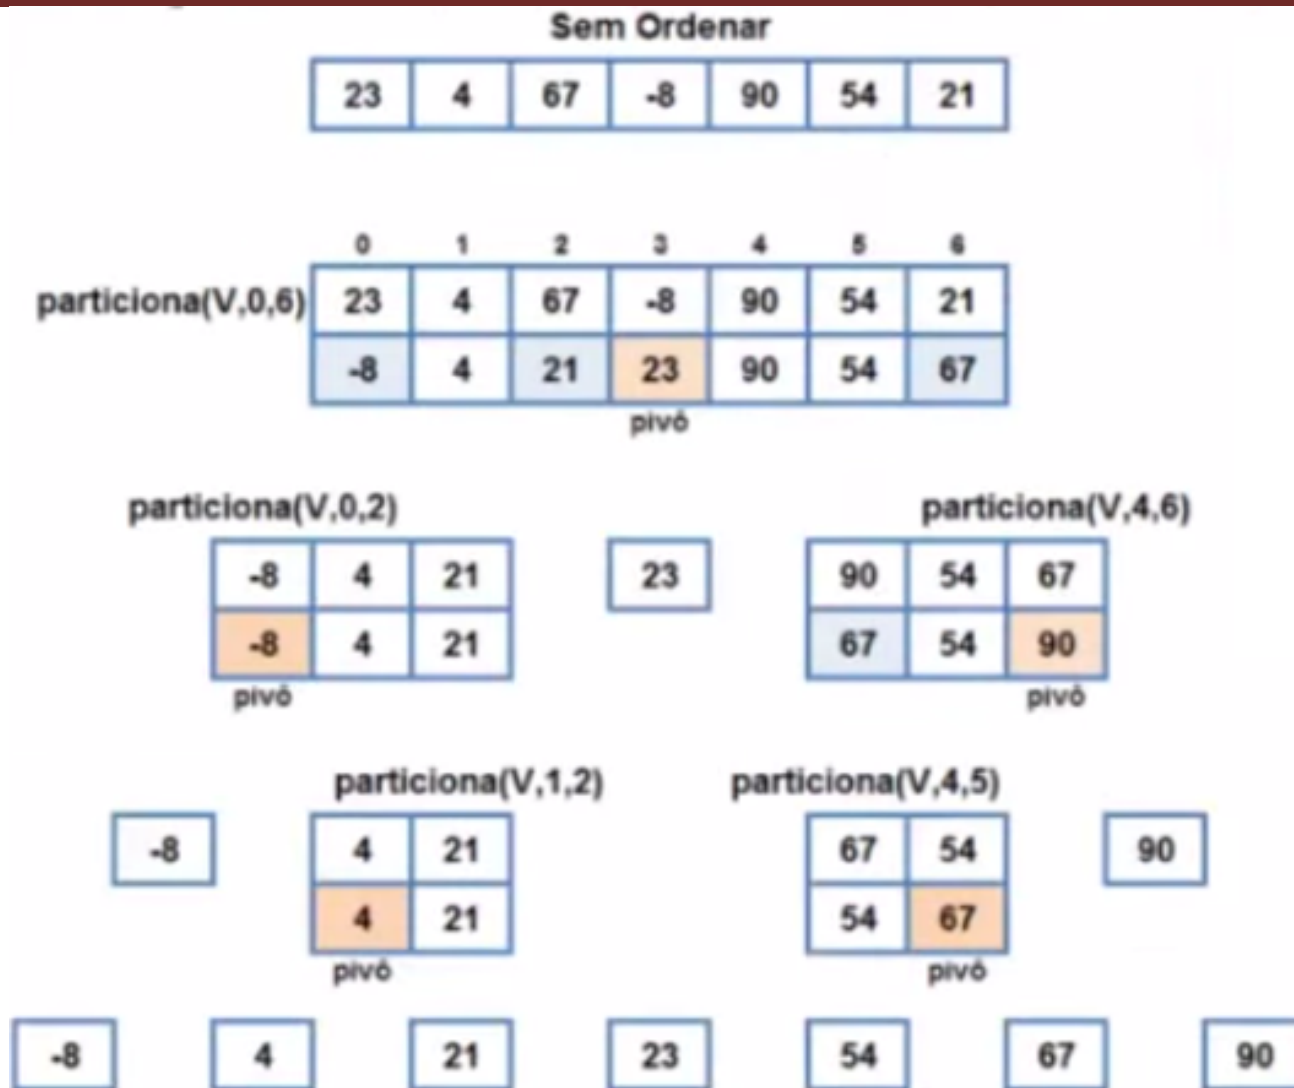 Sem Ordenar
23 4 67 -8 90 54 21
0 1 2 3 4 5 6
particiona(V,0,6) 23 4 67 -8 90 54 21
-8 4 21 23 90 54 67
pivô
particiona(V,0,2) particiona(V,4,6)
-8 4 21 23 90 54 67
-8 4 21 67 54 90
pivô pivô
particiona(V,1,2) particiona(V,4,5)
-8 4 21 67 54 90
4 21 54 67
pivô pivô
-8 4 21 23 54 67 90